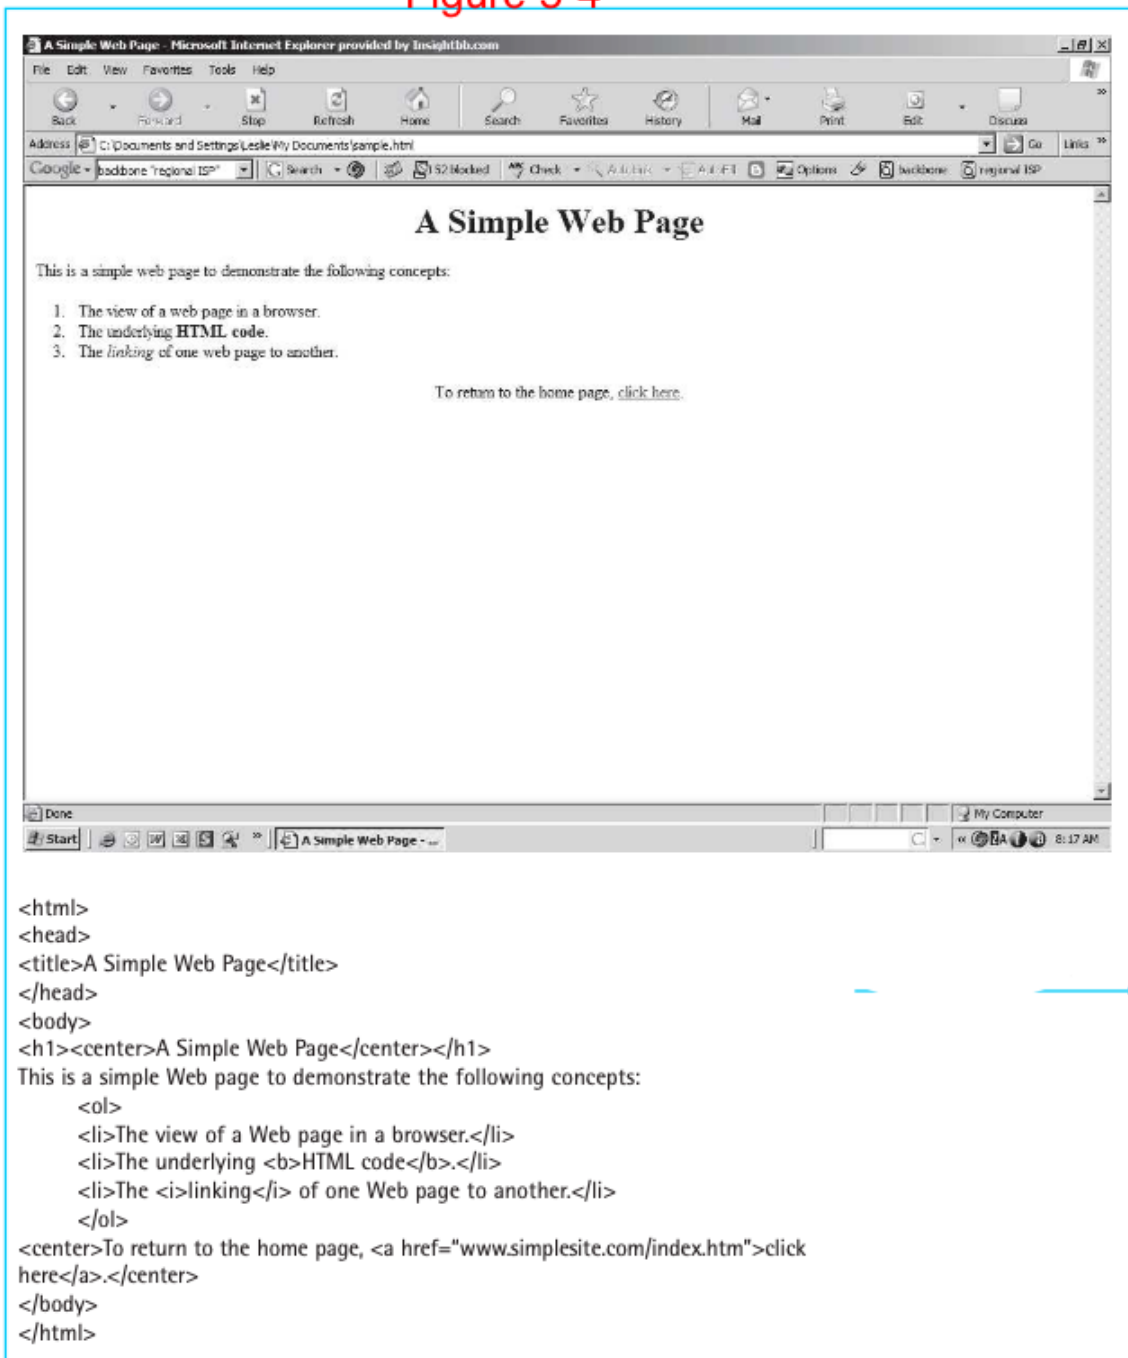 Figure 5 4
A Simple Web Page - Microsoft Internet Explorer provided by Insightbb.com
File Edit View Favorites Tools Help
Back Forward Stop Refresh Home Search Favorites History Mail Print Edit Discuss
Address C:\Documents and Settings\Leslie\My Documents\sample.html Go Links »
Google backbone "regional ISP" Search 152 blocked Check AutoLink AutoFill Options backbone regional ISP
A Simple Web Page
This is a simple web page to demonstrate the following concepts:
1. The view of a web page in a browser.
2. The underlying HTML code.
3. The linking of one web page to another.
To return to the home page, click here.
Done My Computer
Start » A Simple Web Page - ... « 8:17 AM
<html>
<head>
<title>A Simple Web Page</title>
</head>
<body>
<h1><center>A Simple Web Page</center></h1>
This is a simple Web page to demonstrate the following concepts:
<ol>
<li>The view of a Web page in a browser.</li>
<li>The underlying <b>HTML code</b>.</li>
<li>The <i>linking</i> of one Web page to another.</li>
</ol>
<center>To return to the home page, <a href="www.simplesite.com/index.htm">click
here</a>.</center>
</body>
</html>